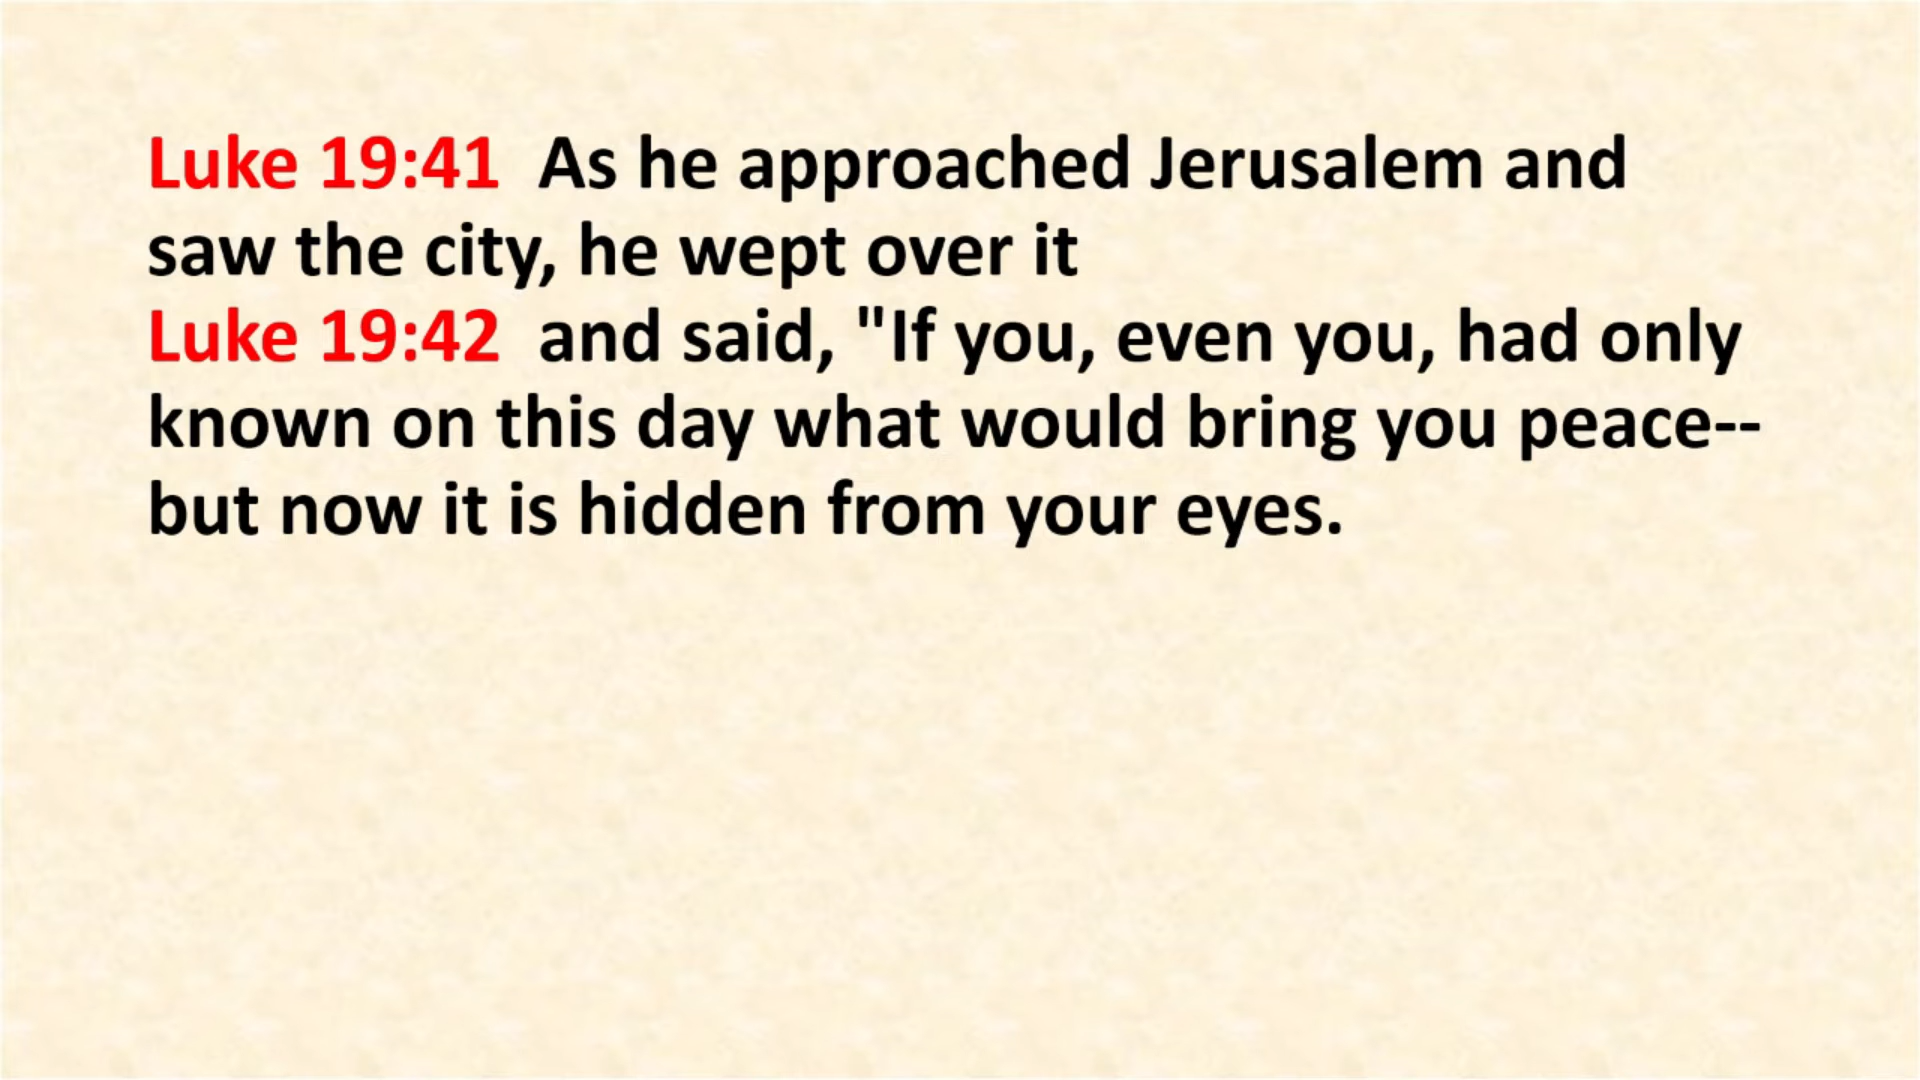 Luke 19:41  As he approached Jerusalem and
saw the city, he wept over it
Luke 19:42  and said, "If you, even you, had only
known on this day what would bring you peace--
but now it is hidden from your eyes.